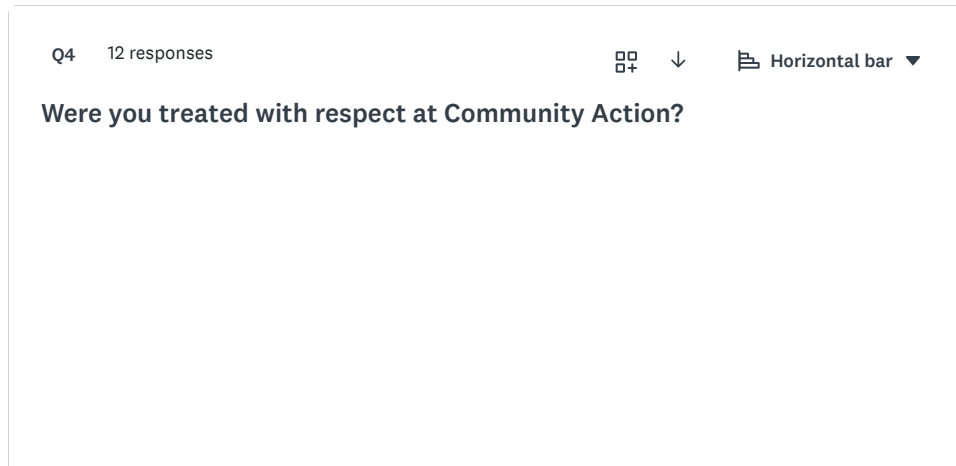 Q4 12 responses Horizontal bar
Were you treated with respect at Community Action?